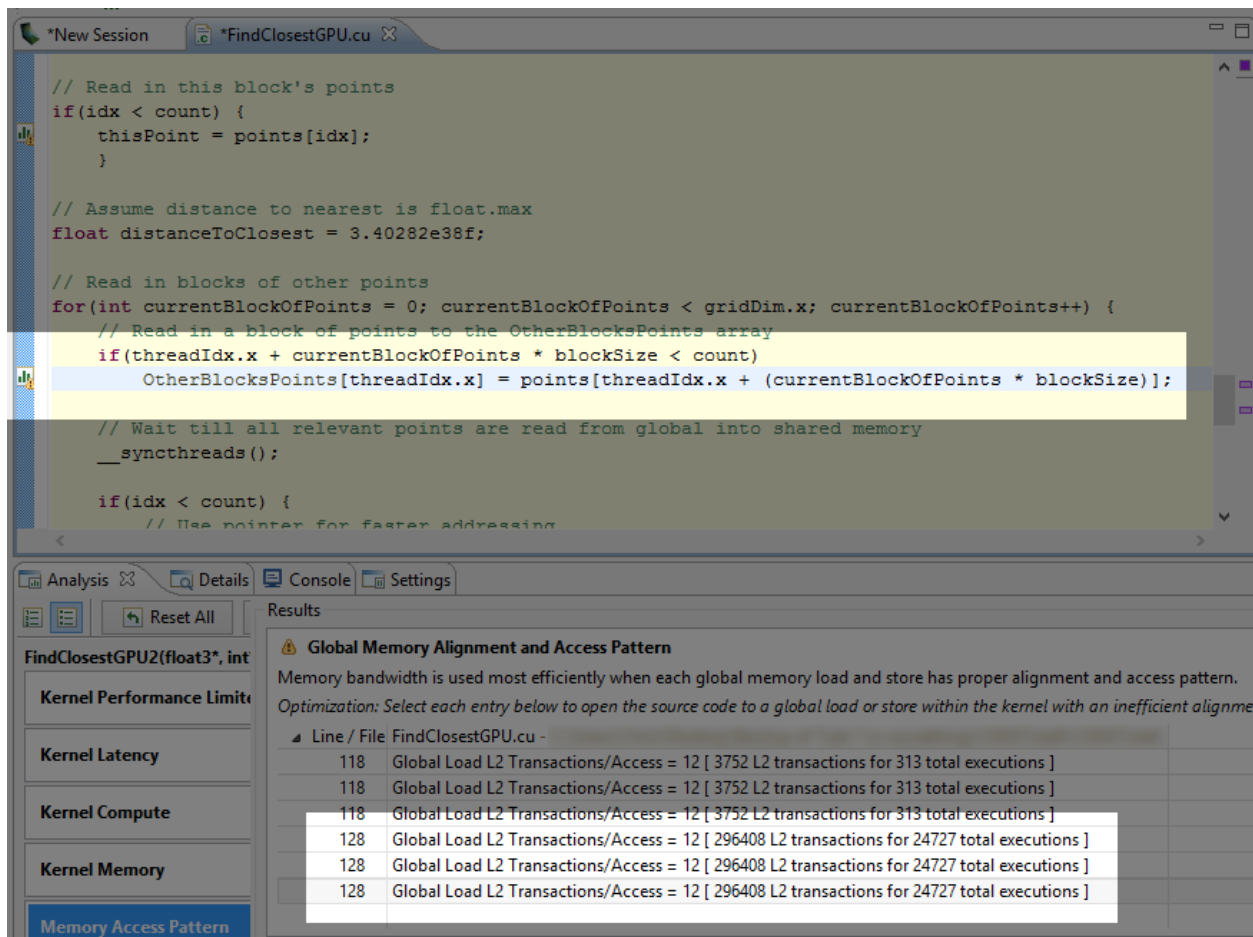 *New Session
*FindClosestGPU.cu
// Read in this block's points
if(idx < count) {
thisPoint = points[idx];
}
// Assume distance to nearest is float.max
float distanceToClosest = 3.40282e38f;
// Read in blocks of other points
for(int currentBlockOfPoints = 0; currentBlockOfPoints < gridDim.x; currentBlockOfPoints++) {
// Read in a block of points to the OtherBlocksPoints array
if(threadIdx.x + currentBlockOfPoints * blockSize < count)
OtherBlocksPoints[threadIdx.x] = points[threadIdx.x + (currentBlockOfPoints * blockSize)];
// Wait till all relevant points are read from global into shared memory
__syncthreads();
if(idx < count) {
// Use pointer for faster addressing
Analysis Details Console Settings
Reset All
Results
FindClosestGPU2(float3*, int
Kernel Performance Limite
Kernel Latency
Kernel Compute
Kernel Memory
Memory Access Pattern
Global Memory Alignment and Access Pattern
Memory bandwidth is used most efficiently when each global memory load and store has proper alignment and access pattern.
Optimization: Select each entry below to open the source code to a global load or store within the kernel with an inefficient alignme
Line / File FindClosestGPU.cu -
118 Global Load L2 Transactions/Access = 12 [ 3752 L2 transactions for 313 total executions ]
118 Global Load L2 Transactions/Access = 12 [ 3752 L2 transactions for 313 total executions ]
118 Global Load L2 Transactions/Access = 12 [ 3752 L2 transactions for 313 total executions ]
128 Global Load L2 Transactions/Access = 12 [ 296408 L2 transactions for 24727 total executions ]
128 Global Load L2 Transactions/Access = 12 [ 296408 L2 transactions for 24727 total executions ]
128 Global Load L2 Transactions/Access = 12 [ 296408 L2 transactions for 24727 total executions ]